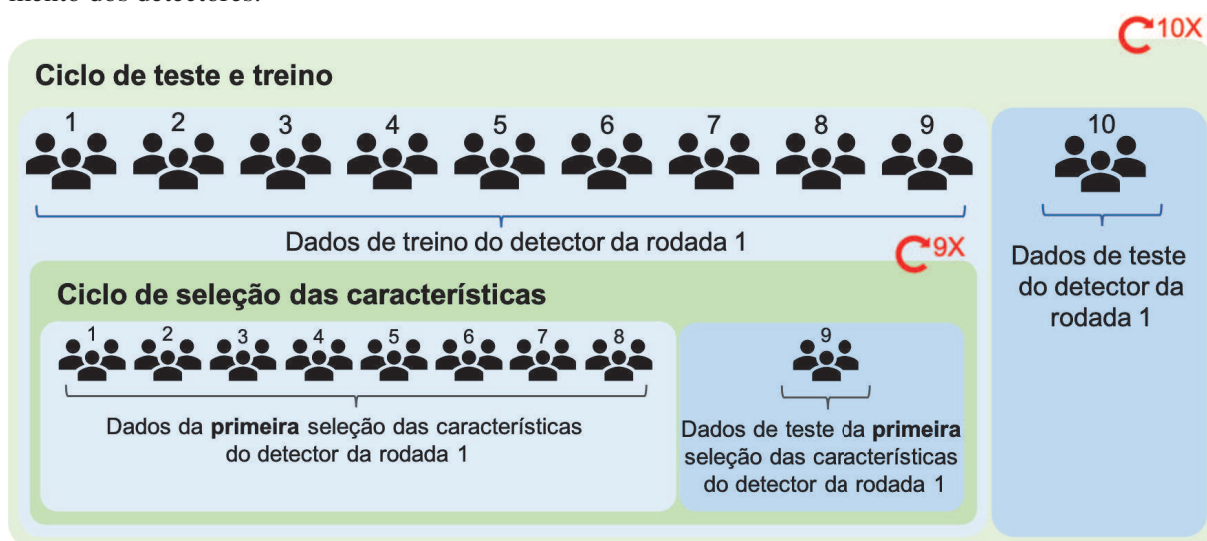 mento dos detectores.
10X
Ciclo de teste e treino
1 2 3 4 5 6 7 8 9
10
Dados de treino do detector da rodada 1
9X
Dados de teste
do detector da
rodada 1
Ciclo de seleção das características
1 2 3 4 5 6 7 8
9
Dados da primeira seleção das características
do detector da rodada 1
Dados de teste da primeira
seleção das características
do detector da rodada 1